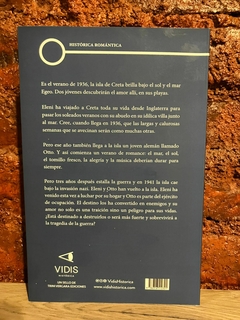 HISTÓRICA ROMÁNTICA
Es el verano de 1936, la isla de Creta brilla bajo el sol y el mar
Egeo. Dos jóvenes descubrirán el amor allí, en sus playas.
Eleni ha viajado a Creta toda su vida desde Inglaterra para
pasar los soleados veranos con su abuelo en su idílica villa junto
al mar. Cree, cuando llega en 1936, que las largas y calurosas
semanas que se avecinan serán como muchas otras.
Pero ese año también llega a la isla un joven alemán llamado Otto.
Y así comienza un verano de romance: el mar, el sol,
el tomillo fresco, la alegría y la música deberían durar para
siempre.
Pero tres años después estalla la guerra y en 1941 la isla cae
bajo la invasión nazi. Eleni y Otto han vuelto a la isla. Eleni ha
venido esta vez a luchar por su hogar y Otto es parte del ejército
de ocupación. El destino los ha convertido en enemigos y su
amor no solo es una traición sino un peligro para sus vidas.
¿Está destinado a destruirlos o será más fuerte y sobrevivirá a
la tragedia de la guerra?
VIDIS
histórica
UN SELLO DE
TRINI VERGARA EDICIONES
VidisHistorica
www.vidishistorica.com